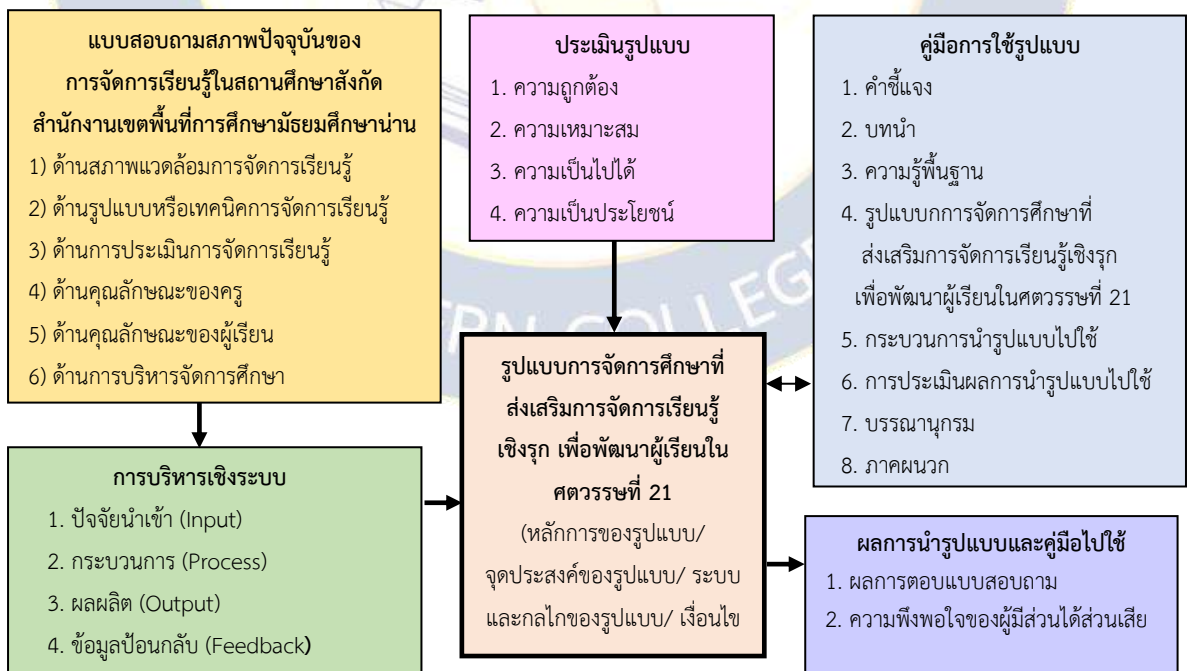 แบบสอบถามสภาพปัจจุบันของ
การจัดการเรียนรู้ในสถานศึกษาสังกัด
สำนักงานเขตพื้นที่การศึกษามัธยมศึกษาน่าน
1) ด้านสภาพแวดล้อมการจัดการเรียนรู้
2) ด้านรูปแบบหรือเทคนิคการจัดการเรียนรู้
3) ด้านการประเมินการจัดการเรียนรู้
4) ด้านคุณลักษณะของครู
5) ด้านคุณลักษณะของผู้เรียน
6) ด้านการบริหารจัดการศึกษา
การบริหารเชิงระบบ
1. ปัจจัยนำเข้า (Input)
2. กระบวนการ (Process)
3. ผลผลิต (Output)
4. ข้อมูลป้อนกลับ (Feedback)
ประเมินรูปแบบ
1. ความถูกต้อง
2. ความเหมาะสม
3. ความเป็นไปได้
4. ความเป็นประโยชน์
รูปแบบการจัดการศึกษาที่
ส่งเสริมการจัดการเรียนรู้
เชิงรุก เพื่อพัฒนาผู้เรียนใน
ศตวรรษที่ 21
(หลักการของรูปแบบ/
จุดประสงค์ของรูปแบบ/ ระบบ
และกลไกของรูปแบบ/ เงื่อนไข
คู่มือการใช้รูปแบบ
1. คำชี้แจง
2. บทนำ
3. ความรู้พื้นฐาน
4. รูปแบบกการจัดการศึกษาที่
ส่งเสริมการจัดการเรียนรู้เชิงรุก
เพื่อพัฒนาผู้เรียนในศตวรรษที่ 21
5. กระบวนการนำรูปแบบไปใช้
6. การประเมินผลการนำรูปแบบไปใช้
7. บรรณานุกรม
8. ภาคผนวก
ผลการนำรูปแบบและคู่มือไปใช้
1. ผลการตอบแบบสอบถาม
2. ความพึงพอใจของผู้มีส่วนได้ส่วนเสีย